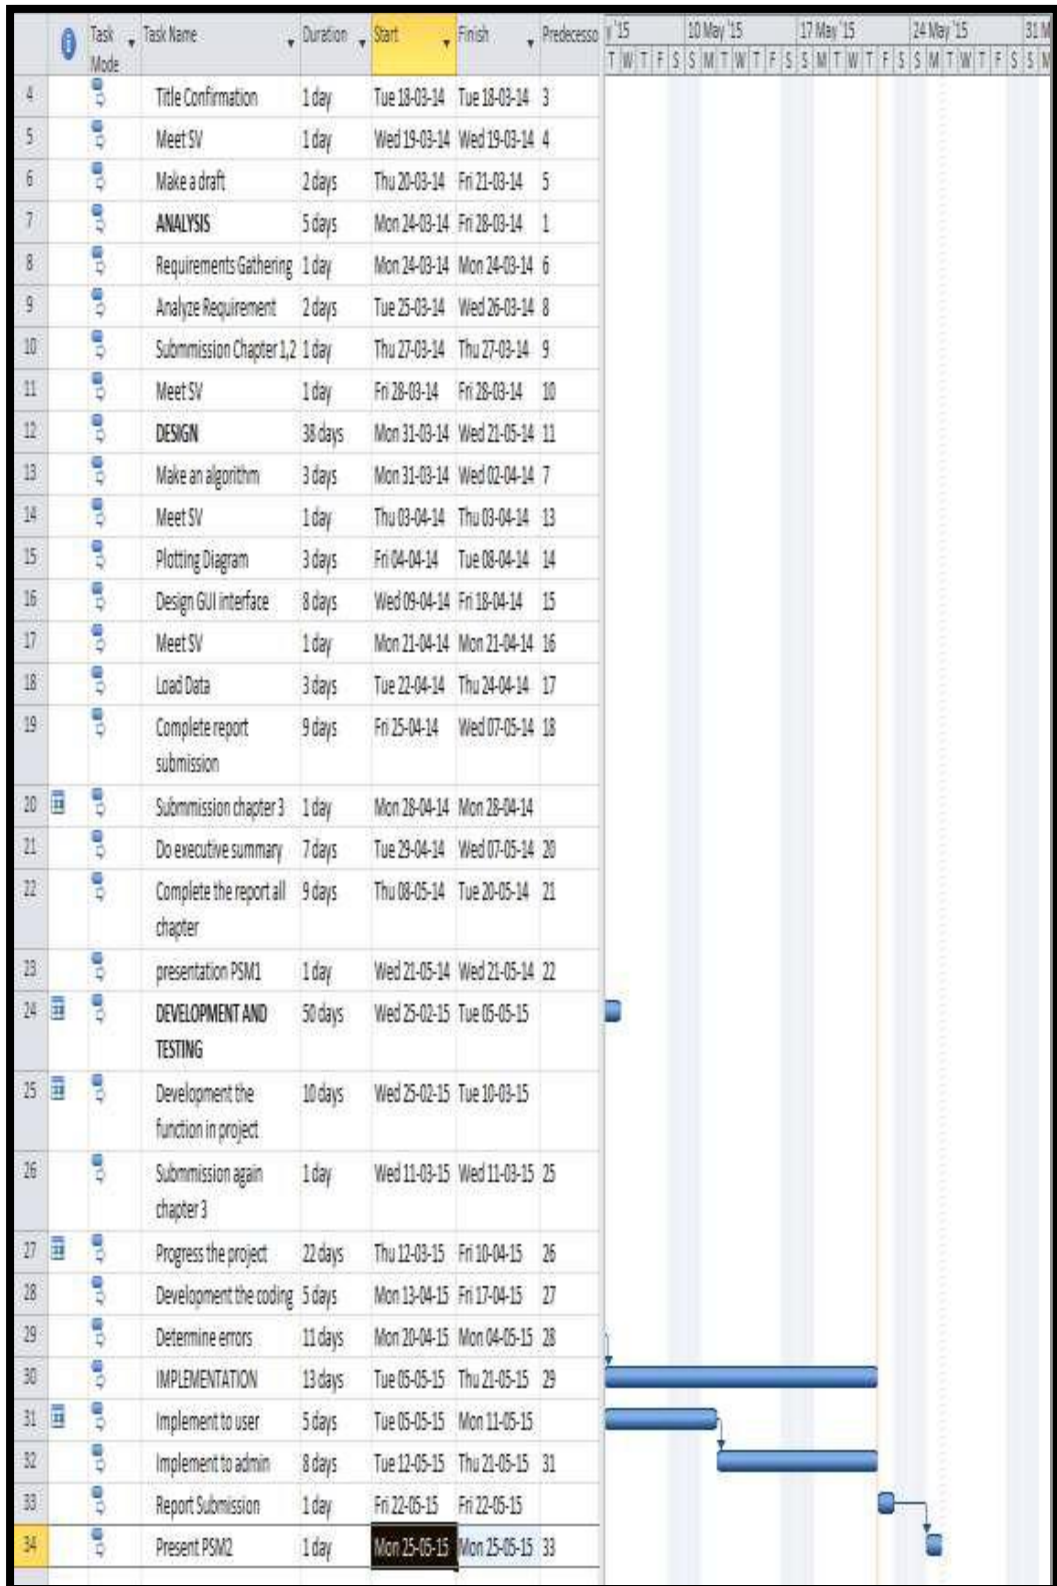 Task Mode Task Name Duration Start Finish Predecesso y '15 10 May '15 17 May '15 24 May '15 31 M
T W T F S S M T W T F S S M T W T F S S M T W T F S S M
4 Title Confirmation 1 day Tue 18-03-14 Tue 18-03-14 3
5 Meet SV 1 day Wed 19-03-14 Wed 19-03-14 4
6 Make a draft 2 days Thu 20-03-14 Fri 21-03-14 5
7 ANALYSIS 5 days Mon 24-03-14 Fri 28-03-14 1
8 Requirements Gathering 1 day Mon 24-03-14 Mon 24-03-14 6
9 Analyze Requirement 2 days Tue 25-03-14 Wed 26-03-14 8
10 Submmission Chapter 1,2 1 day Thu 27-03-14 Thu 27-03-14 9
11 Meet SV 1 day Fri 28-03-14 Fri 28-03-14 10
12 DESIGN 38 days Mon 31-03-14 Wed 21-05-14 11
13 Make an algorithm 3 days Mon 31-03-14 Wed 02-04-14 7
14 Meet SV 1 day Thu 03-04-14 Thu 03-04-14 13
15 Plotting Diagram 3 days Fri 04-04-14 Tue 08-04-14 14
16 Design GUI interface 8 days Wed 09-04-14 Fri 18-04-14 15
17 Meet SV 1 day Mon 21-04-14 Mon 21-04-14 16
18 Load Data 3 days Tue 22-04-14 Thu 24-04-14 17
19 Complete report 9 days Fri 25-04-14 Wed 07-05-14 18
submission
20 Submmission chapter 3 1 day Mon 28-04-14 Mon 28-04-14
21 Do executive summary 7 days Tue 29-04-14 Wed 07-05-14 20
22 Complete the report all 9 days Thu 08-05-14 Tue 20-05-14 21
chapter
23 presentation PSM1 1 day Wed 21-05-14 Wed 21-05-14 22
24 DEVELOPMENT AND 50 days Wed 25-02-15 Tue 05-05-15
TESTING
25 Development the 10 days Wed 25-02-15 Tue 10-03-15
function in project
26 Submmission again 1 day Wed 11-03-15 Wed 11-03-15 25
chapter 3
27 Progress the project 22 days Thu 12-03-15 Fri 10-04-15 26
28 Development the coding 5 days Mon 13-04-15 Fri 17-04-15 27
29 Determine errors 11 days Mon 20-04-15 Mon 04-05-15 28
30 IMPLEMENTATION 13 days Tue 05-05-15 Thu 21-05-15 29
31 Implement to user 5 days Tue 05-05-15 Mon 11-05-15
32 Implement to admin 8 days Tue 12-05-15 Thu 21-05-15 31
33 Report Submission 1 day Fri 22-05-15 Fri 22-05-15
34 Present PSM2 1 day Mon 25-05-15 Mon 25-05-15 33